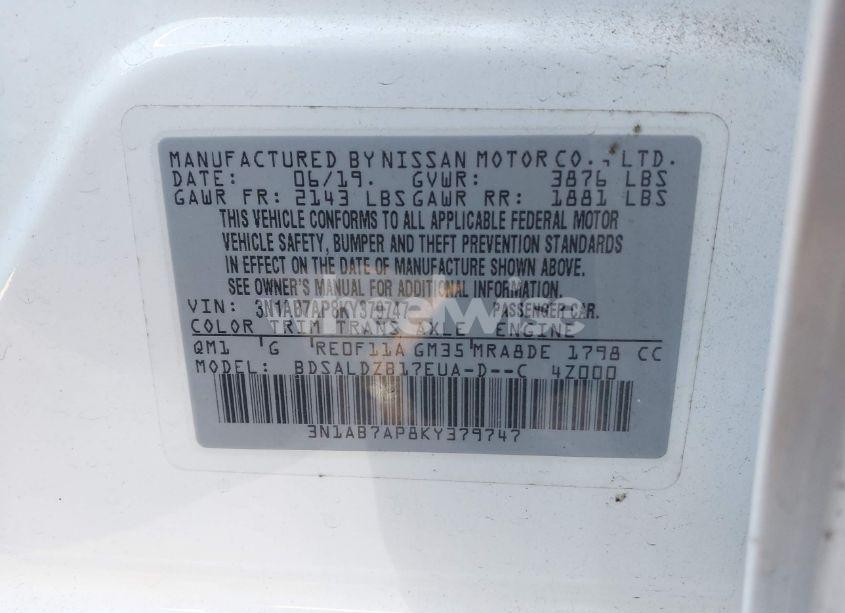 MANUFACTURED BY NISSAN MOTOR CO., LTD.
DATE: 06/19. GVWR: 3876 LBS
GAWR FR: 2143 LBS GAWR RR: 1881 LBS
THIS VEHICLE CONFORMS TO ALL APPLICABLE FEDERAL MOTOR
VEHICLE SAFETY, BUMPER AND THEFT PREVENTION STANDARDS
IN EFFECT ON THE DATE OF MANUFACTURE SHOWN ABOVE.
SEE OWNER'S MANUAL FOR ADDITIONAL INFORMATION.
VIN: 3N1AB7AP8KY379747 PASSENGER CAR.
COLOR TRIM TRANS AXLE ENGINE
QM1 G RE0F11A GM35 MRA8DE 1798 CC
MODEL: BDSALDZB17EUA-D--C 4Z000
3N1AB7AP8KY379747